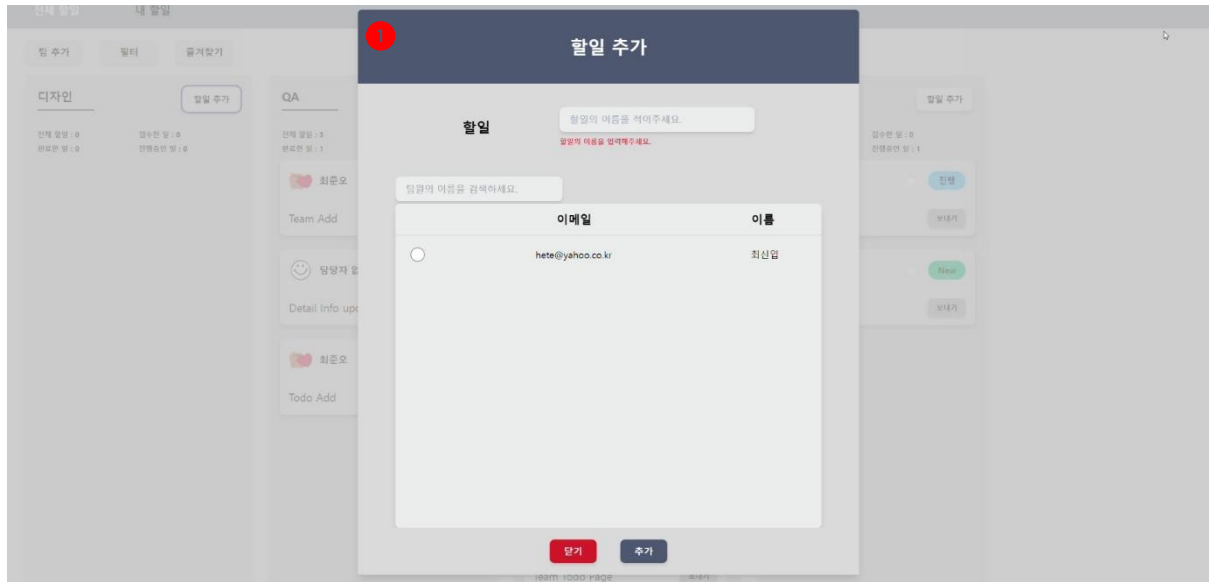 전체 할일 내 할일
팀 추가 필터 즐겨찾기
디자인 할일 추가
전체 할일 : 0 접수한 일 : 0
완료한 일 : 0 진행중인 일 : 0
QA
전체 할일 : 3
완료한 일 : 1
최준오
Team Add
담당자 없
Detail Info upd
최준오
Todo Add
1
할일 추가
할일
할일의 이름을 적어주세요.
할일의 이름을 입력해주세요.
팀원의 이름을 검색하세요.
이메일 이름
hete@yahoo.co.kr 최신입
닫기 추가
Team Todo Page 보내기
할일 추가
접수한 일 : 0
진행중인 일 : 1
진행
보내기
New
보내기